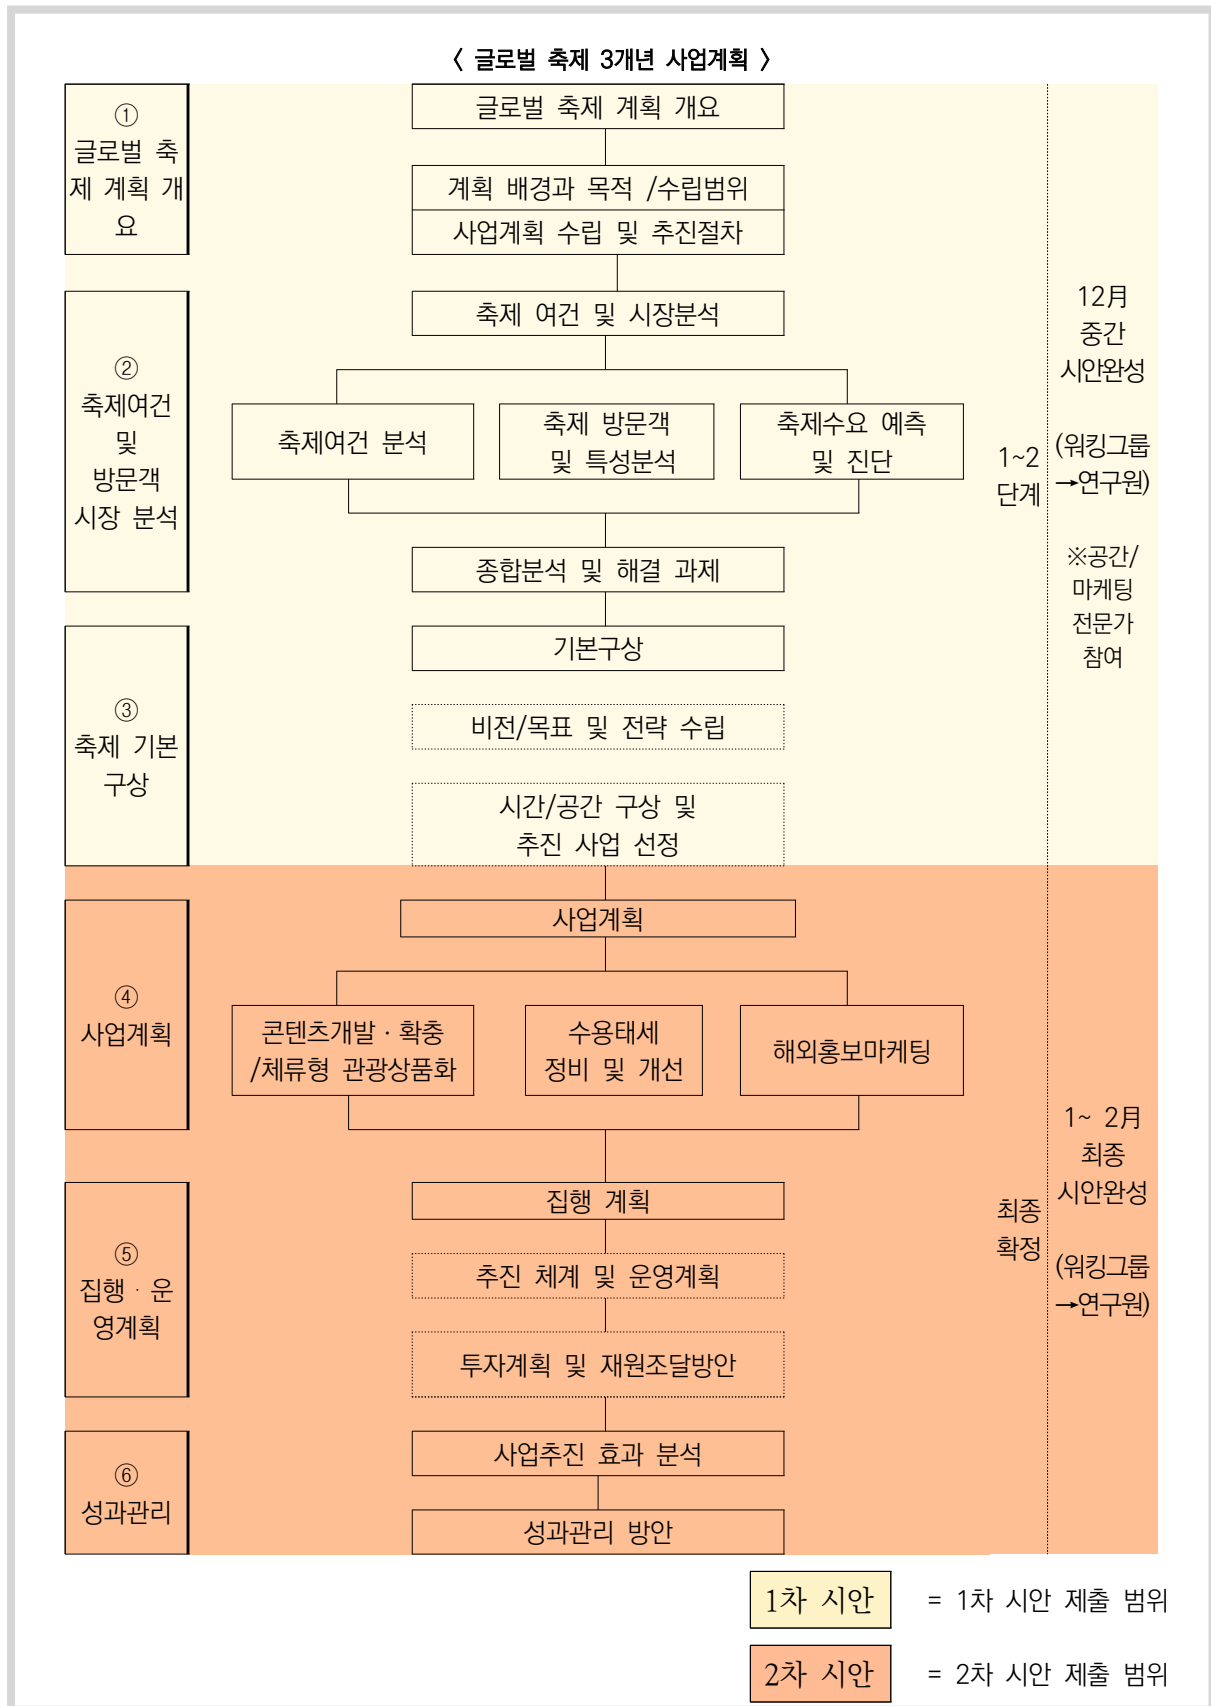 〈 글로벌 축제 3개년 사업계획 〉
①
글로벌 축
제 계획 개
요
글로벌 축제 계획 개요
계획 배경과 목적 /수립범위
사업계획 수립 및 추진절차
②
축제여건
및
방문객
시장 분석
축제 여건 및 시장분석
축제여건 분석
축제 방문객
및 특성분석
축제수요 예측
및 진단
종합분석 및 해결 과제
③
축제 기본
구상
기본구상
비전/목표 및 전략 수립
시간/공간 구상 및
추진 사업 선정
1~2
단계
12月
중간
시안완성
(워킹그룹
→연구원)
※공간/
마케팅
전문가
참여
④
사업계획
사업계획
콘텐츠개발 · 확충
/체류형 관광상품화
수용태세
정비 및 개선
해외홍보마케팅
⑤
집행 · 운
영계획
집행 계획
추진 체계 및 운영계획
투자계획 및 재원조달방안
⑥
성과관리
사업추진 효과 분석
성과관리 방안
최종
확정
1~ 2月
최종
시안완성
(워킹그룹
→연구원)
1차 시안 = 1차 시안 제출 범위
2차 시안 = 2차 시안 제출 범위